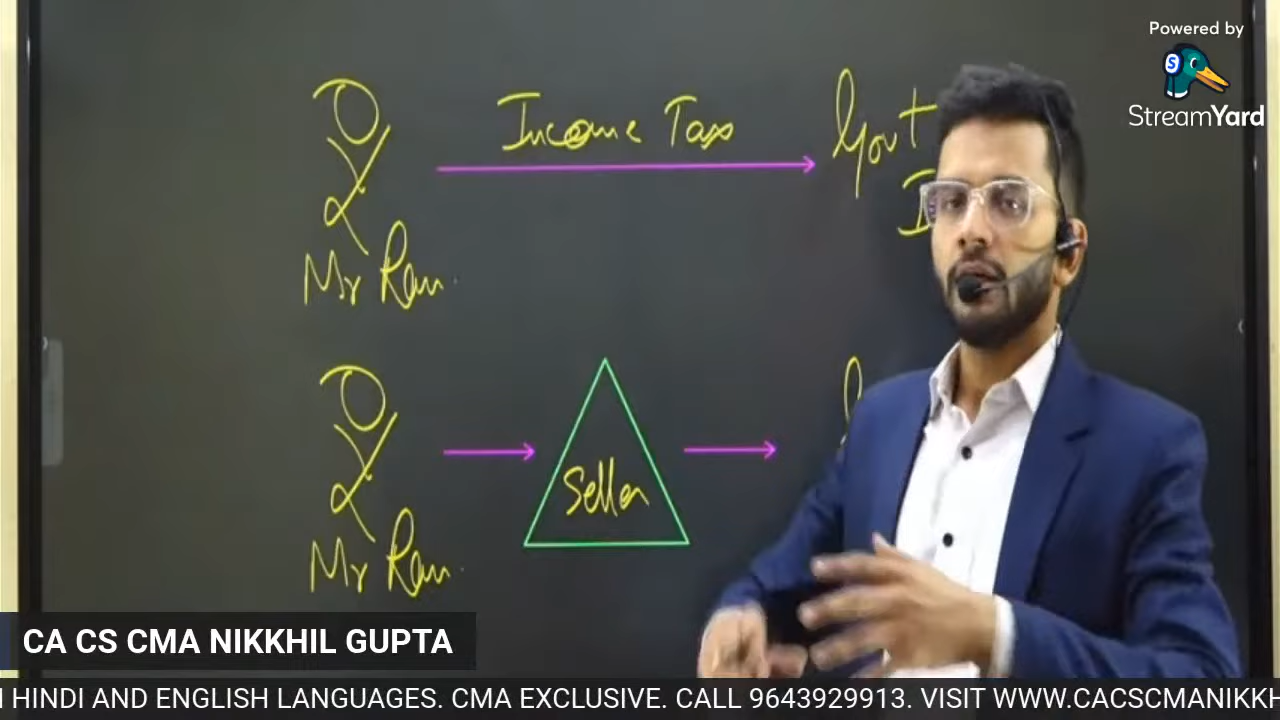 Powered by
StreamYard
Income Tax
Govt
Mr Ram
Seller
Mr Ram
CA CS CMA NIKKHIL GUPTA
HINDI AND ENGLISH LANGUAGES. CMA EXCLUSIVE. CALL 9643929913. VISIT WWW.CACSCMANIKKH